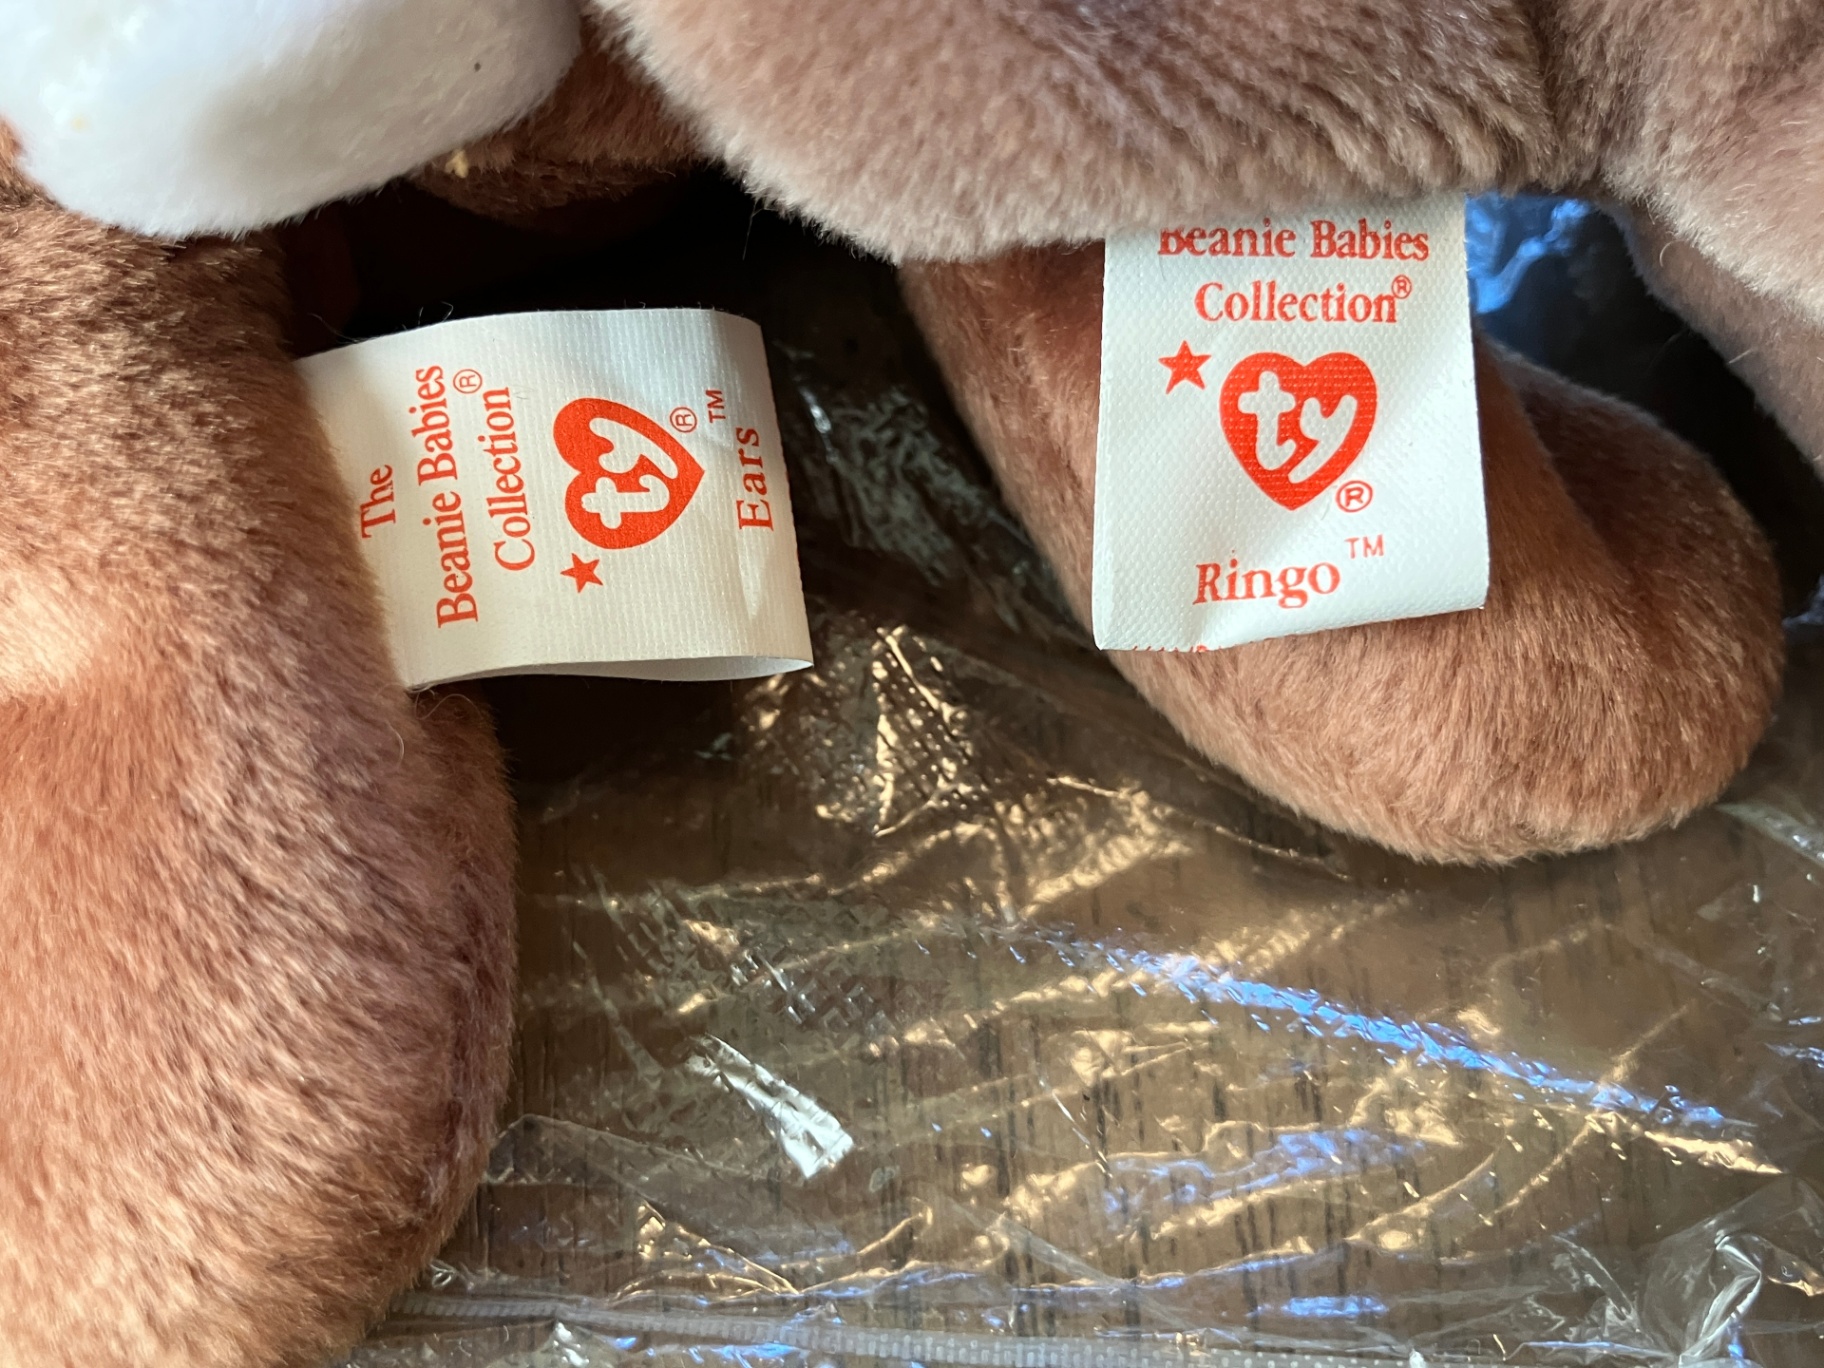 The
Beanie Babies
Collection®
ty®
Ears™
Beanie Babies
Collection®
ty®
Ringo™